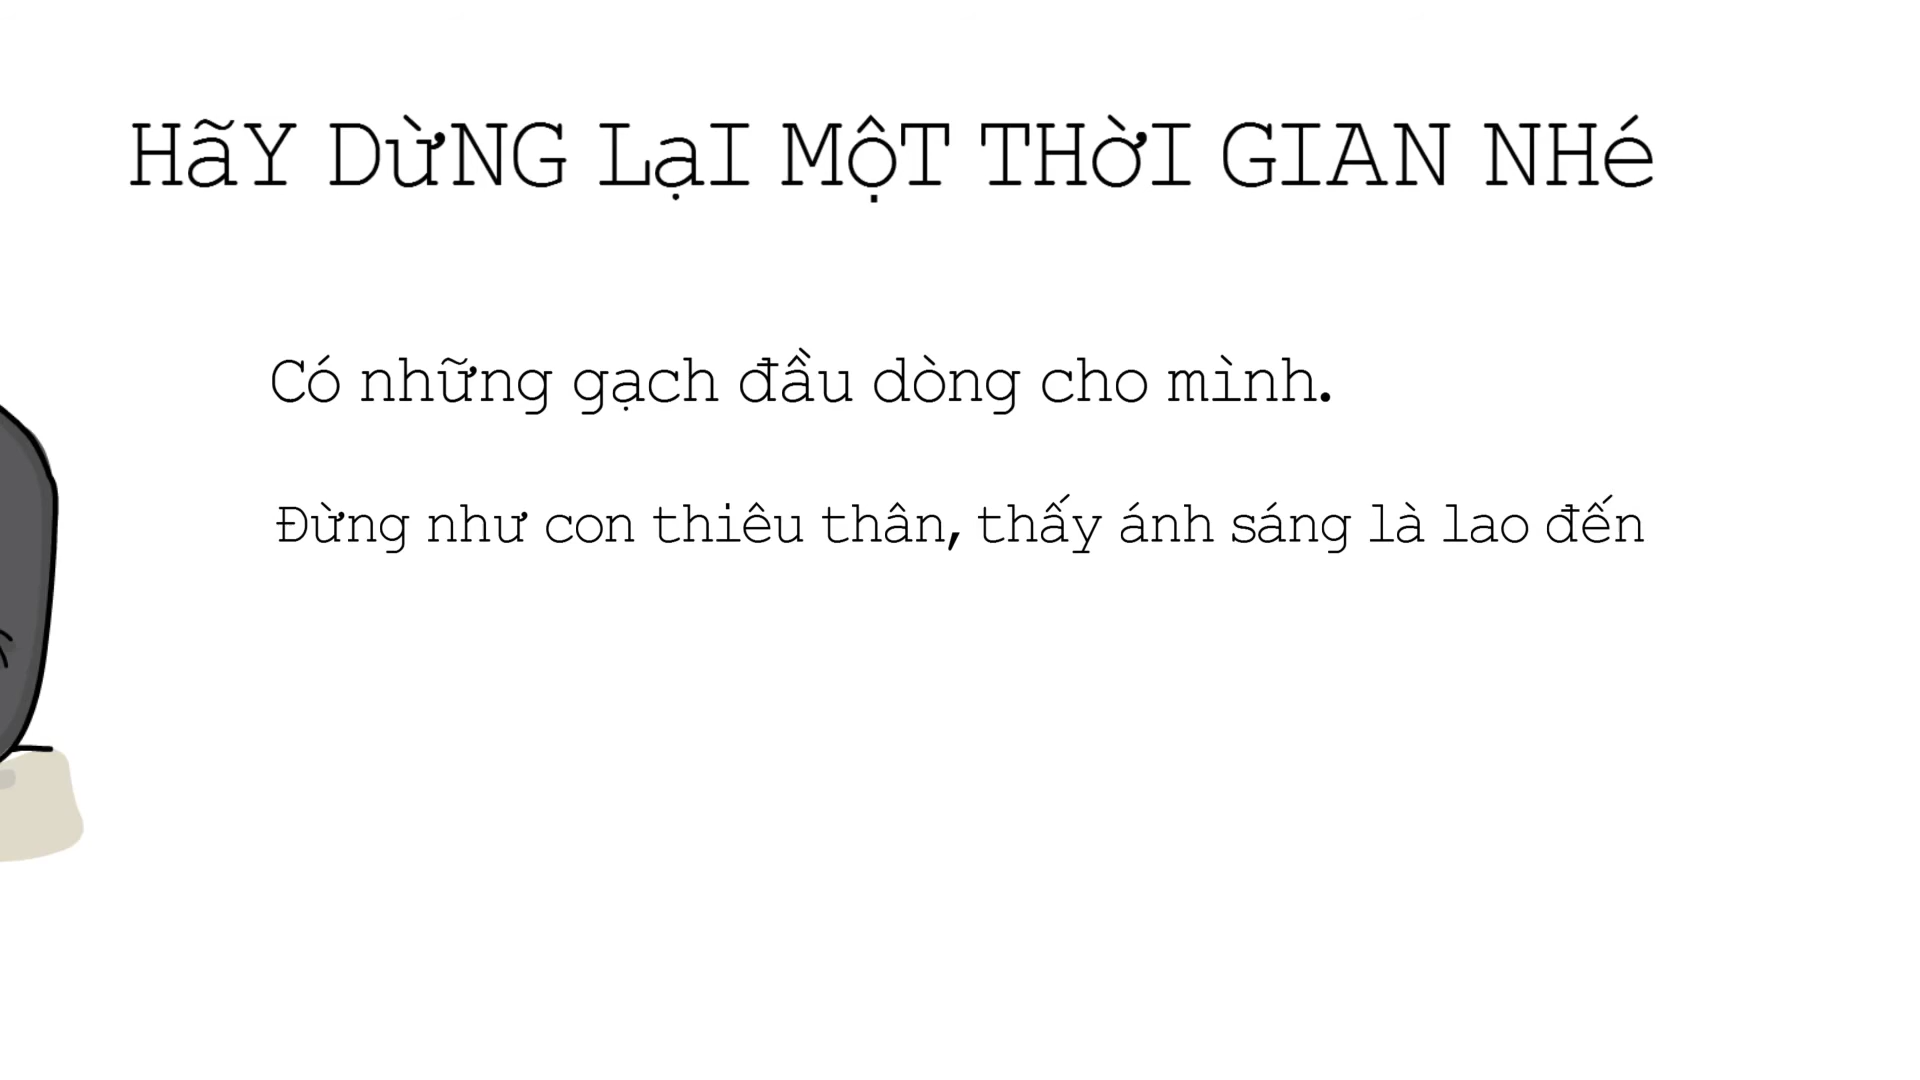 HãY DừNG LạI MộT THờI GIAN NHé
Có những gạch đầu dòng cho mình.
Đừng như con thiêu thân, thấy ánh sáng là lao đến